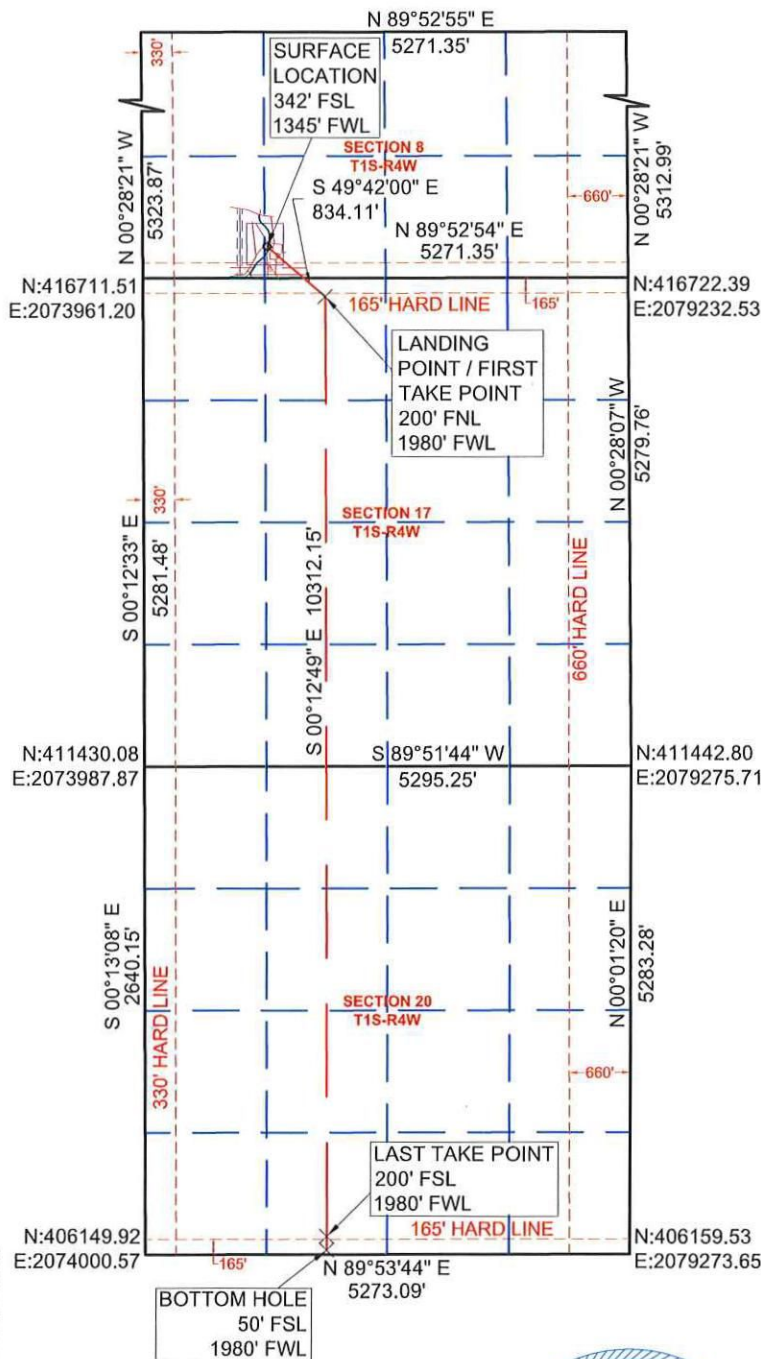 N 89°52'55" E
5271.35'
330'
SURFACE
LOCATION
342' FSL
1345' FWL
N 00°28'21" W
5323.87'
SECTION 8
T1S-R4W
S 49°42'00" E
834.11'
660'
N 00°28'21" W
5312.99'
N 89°52'54" E
5271.35'
N:416711.51
E:2073961.20
165' HARD LINE
165'
N:416722.39
E:2079232.53
LANDING
POINT / FIRST
TAKE POINT
200' FNL
1980' FWL
N 00°28'07" W
5279.76'
330'
S 00°12'33" E
5281.48'
SECTION 17
T1S-R4W
S 00°12'49" E 10312.15'
660' HARD LINE
N:411430.08
E:2073987.87
S 89°51'44" W
5295.25'
N:411442.80
E:2079275.71
S 00°13'08" E
2640.15'
330' HARD LINE
SECTION 20
T1S-R4W
N 00°01'20" E
5283.28'
660'
LAST TAKE POINT
200' FSL
1980' FWL
N:406149.92
E:2074000.57
165' HARD LINE
165'
N:406159.53
E:2079273.65
N 89°53'44" E
5273.09'
BOTTOM HOLE
50' FSL
1980' FWL